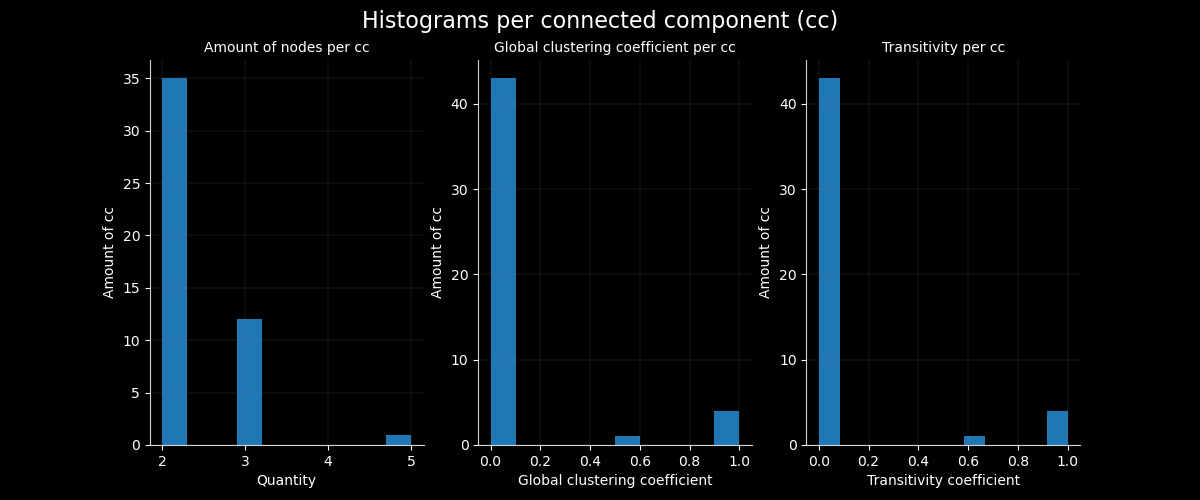 Histograms per connected component (cc)
Amount of nodes per cc
Amount of cc
35
30
25
20
15
10
5
0
2 3 4 5
Quantity
Global clustering coefficient per cc
Amount of cc
40
30
20
10
0
0.0 0.2 0.4 0.6 0.8 1.0
Global clustering coefficient
Transitivity per cc
Amount of cc
40
30
20
10
0
0.0 0.2 0.4 0.6 0.8 1.0
Transitivity coefficient